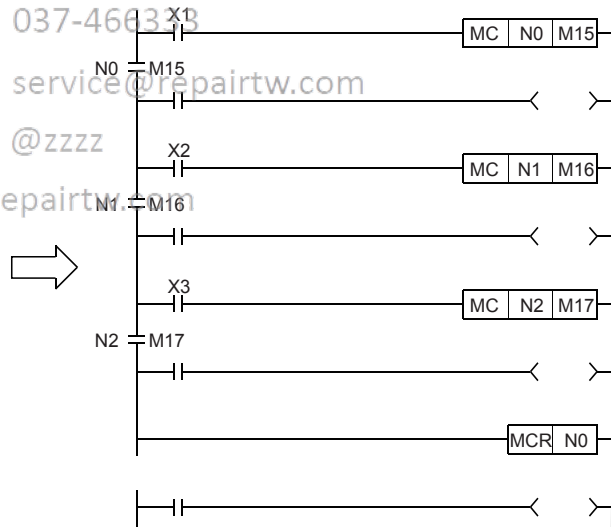 037-466333
X1
MC N0 M15
N0 M15
service@repairtw.com
@zzzz
X2
MC N1 M16
epairtw.com
N1 M16
X3
MC N2 M17
N2 M17
MCR N0